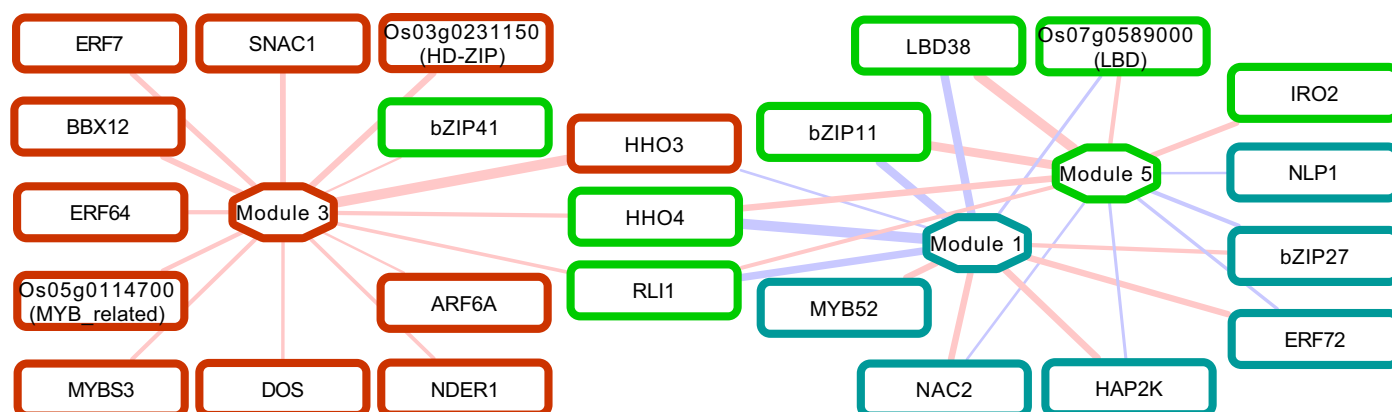 ERF7
SNAC1
Os03g0231150
(HD-ZIP)
LBD38
Os07g0589000
(LBD)
IRO2
BBX12
bZIP41
HHO3
bZIP11
Module 5
NLP1
ERF64
Module 3
HHO4
Module 1
bZIP27
Os05g0114700
(MYB_related)
ARF6A
RLI1
MYB52
ERF72
MYBS3
DOS
NDER1
NAC2
HAP2K